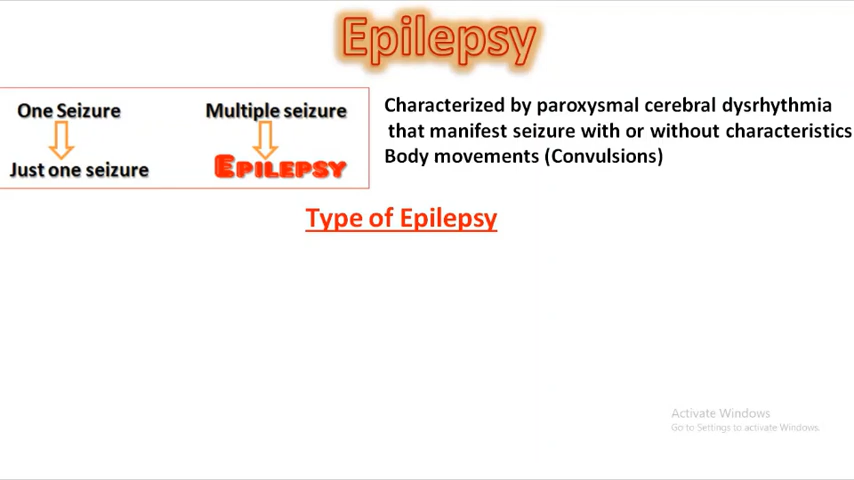 Epilepsy
One Seizure
Multiple seizure
Just one seizure
EPILEPSY
Characterized by paroxysmal cerebral dysrhythmia
that manifest seizure with or without characteristics
Body movements (Convulsions)
Type of Epilepsy
Activate Windows
Go to Settings to activate Windows.